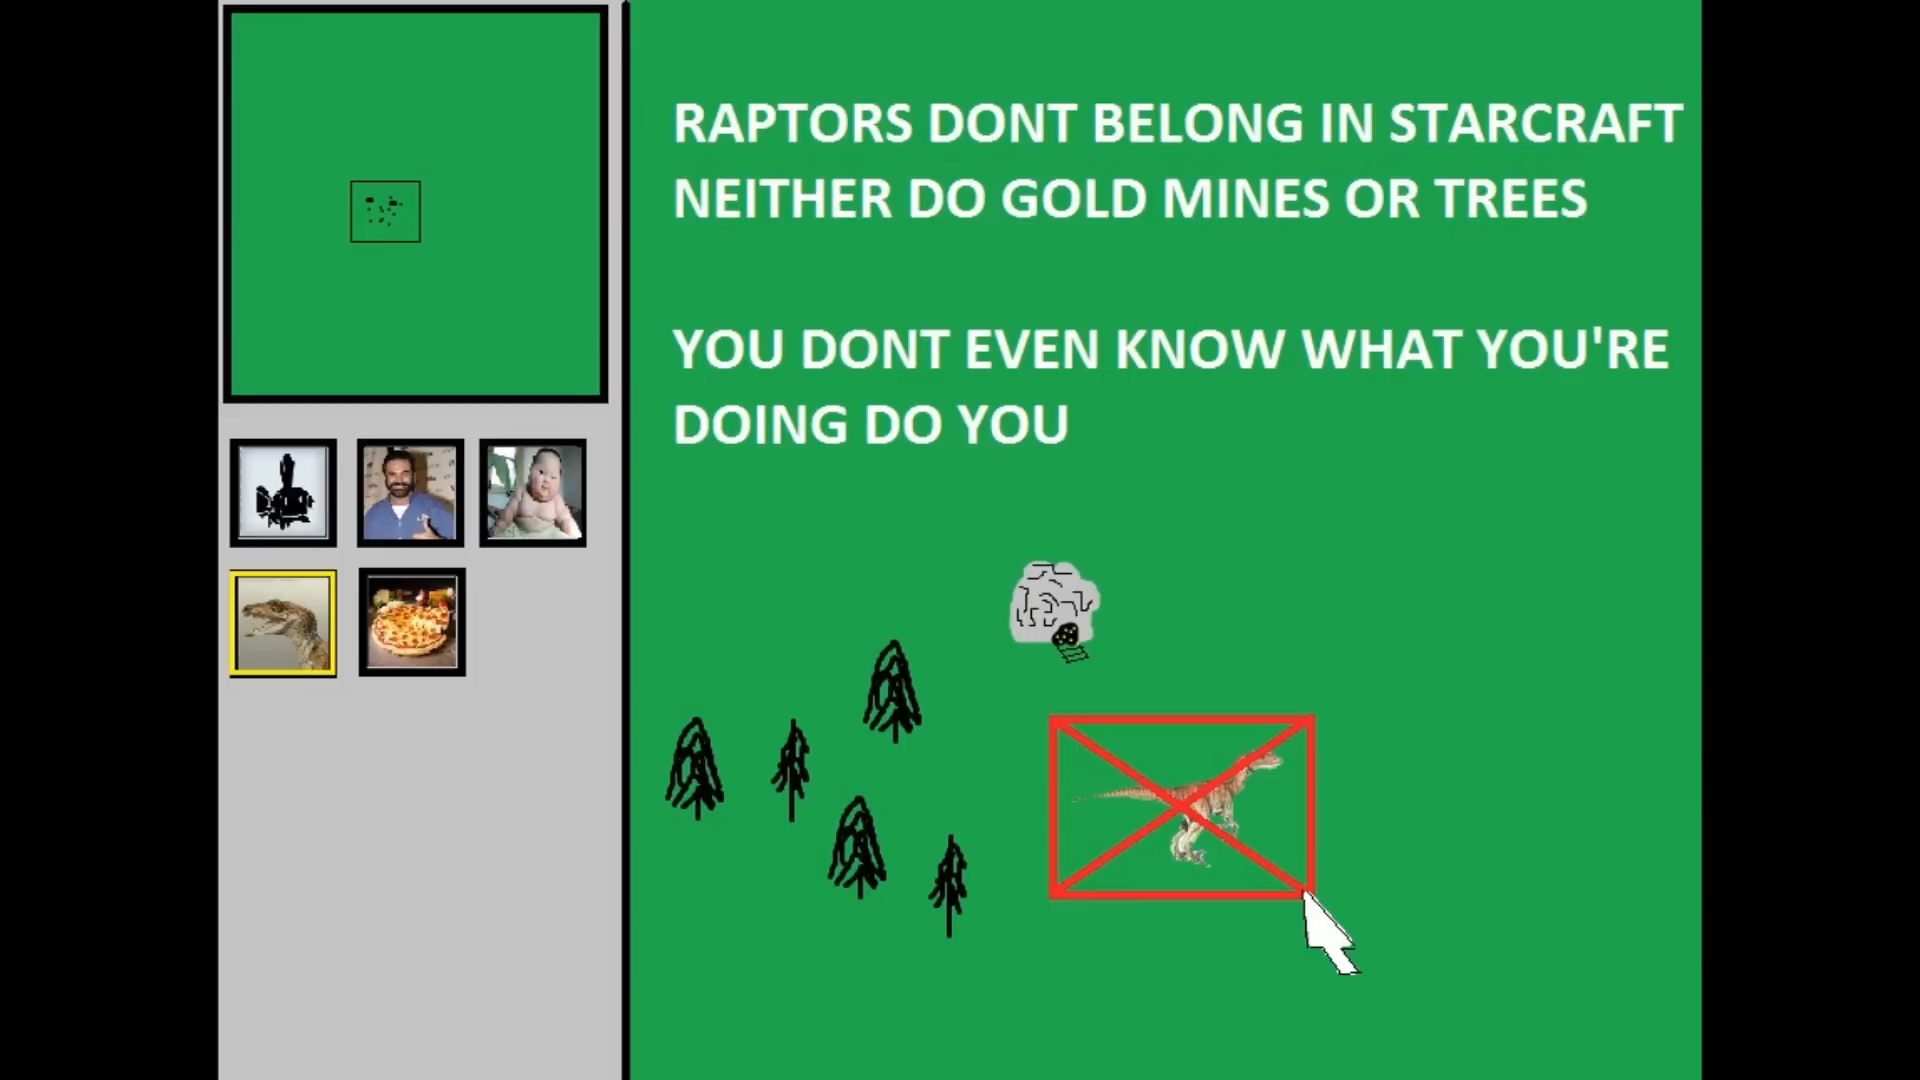 RAPTORS DONT BELONG IN STARCRAFT
NEITHER DO GOLD MINES OR TREES
YOU DONT EVEN KNOW WHAT YOU'RE
DOING DO YOU